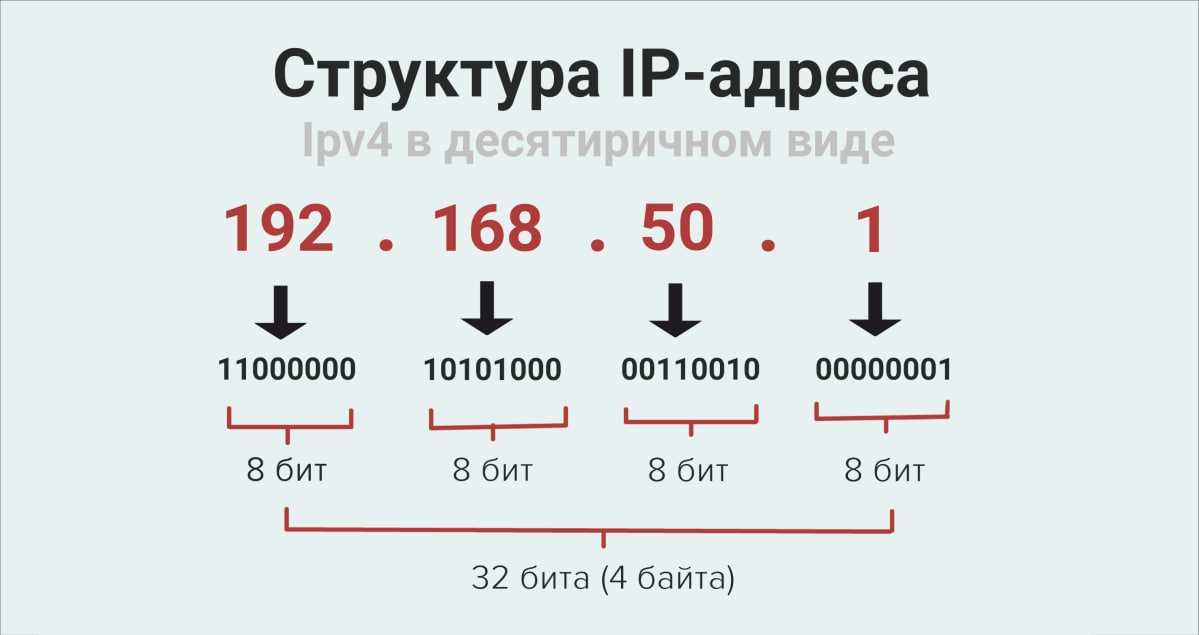 Структура IP-адреса
Ipv4 в десятиричном виде
192 . 168 . 50 . 1
11000000 10101000 00110010 00000001
8 бит 8 бит 8 бит 8 бит
32 бита (4 байта)